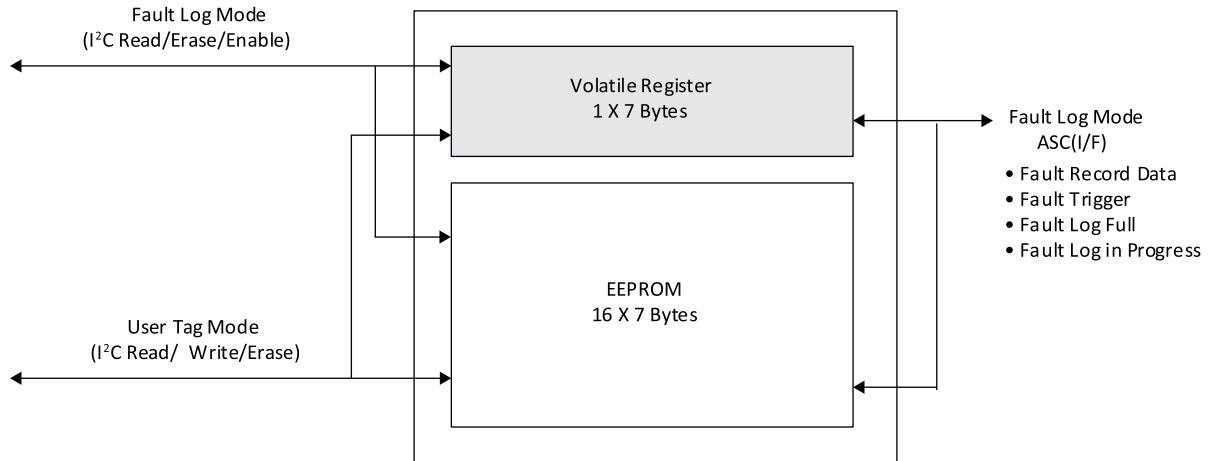 Fault Log Mode
(I²C Read/Erase/Enable)
Volatile Register
1 X 7 Bytes
Fault Log Mode
ASC(I/F)
• Fault Record Data
• Fault Trigger
• Fault Log Full
• Fault Log in Progress
EEPROM
16 X 7 Bytes
User Tag Mode
(I²C Read/ Write/Erase)